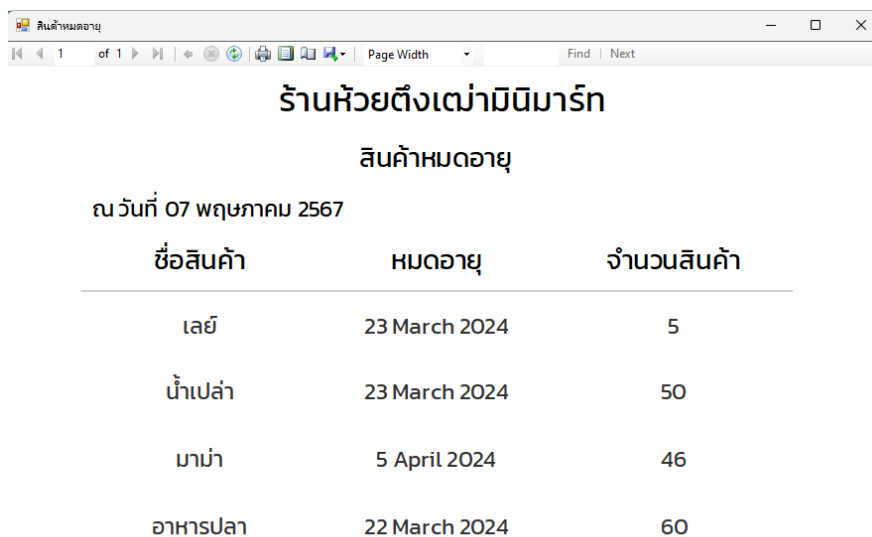 สินค้าหมดอายุ
1 of 1 Page Width Find | Next
ร้านห้วยตึงเฒ่ามินิมาร์ท
สินค้าหมดอายุ
ณ วันที่ 07 พฤษภาคม 2567
ชื่อสินค้า หมดอายุ จำนวนสินค้า
เลย์ 23 March 2024 5
น้ำเปล่า 23 March 2024 50
มาม่า 5 April 2024 46
อาหารปลา 22 March 2024 60